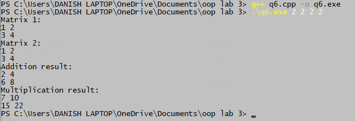 PS C:\Users\DANISH LAPTOP\OneDrive\Documents\oop lab 3> g++ q6.cpp -o q6.exe
PS C:\Users\DANISH LAPTOP\OneDrive\Documents\oop lab 3> .\q6.exe 2 2 2 2
Matrix 1:
1 2
3 4
Matrix 2:
1 2
3 4
Addition result:
2 4
6 8
Multiplication result:
7 10
15 22
PS C:\Users\DANISH LAPTOP\OneDrive\Documents\oop lab 3>